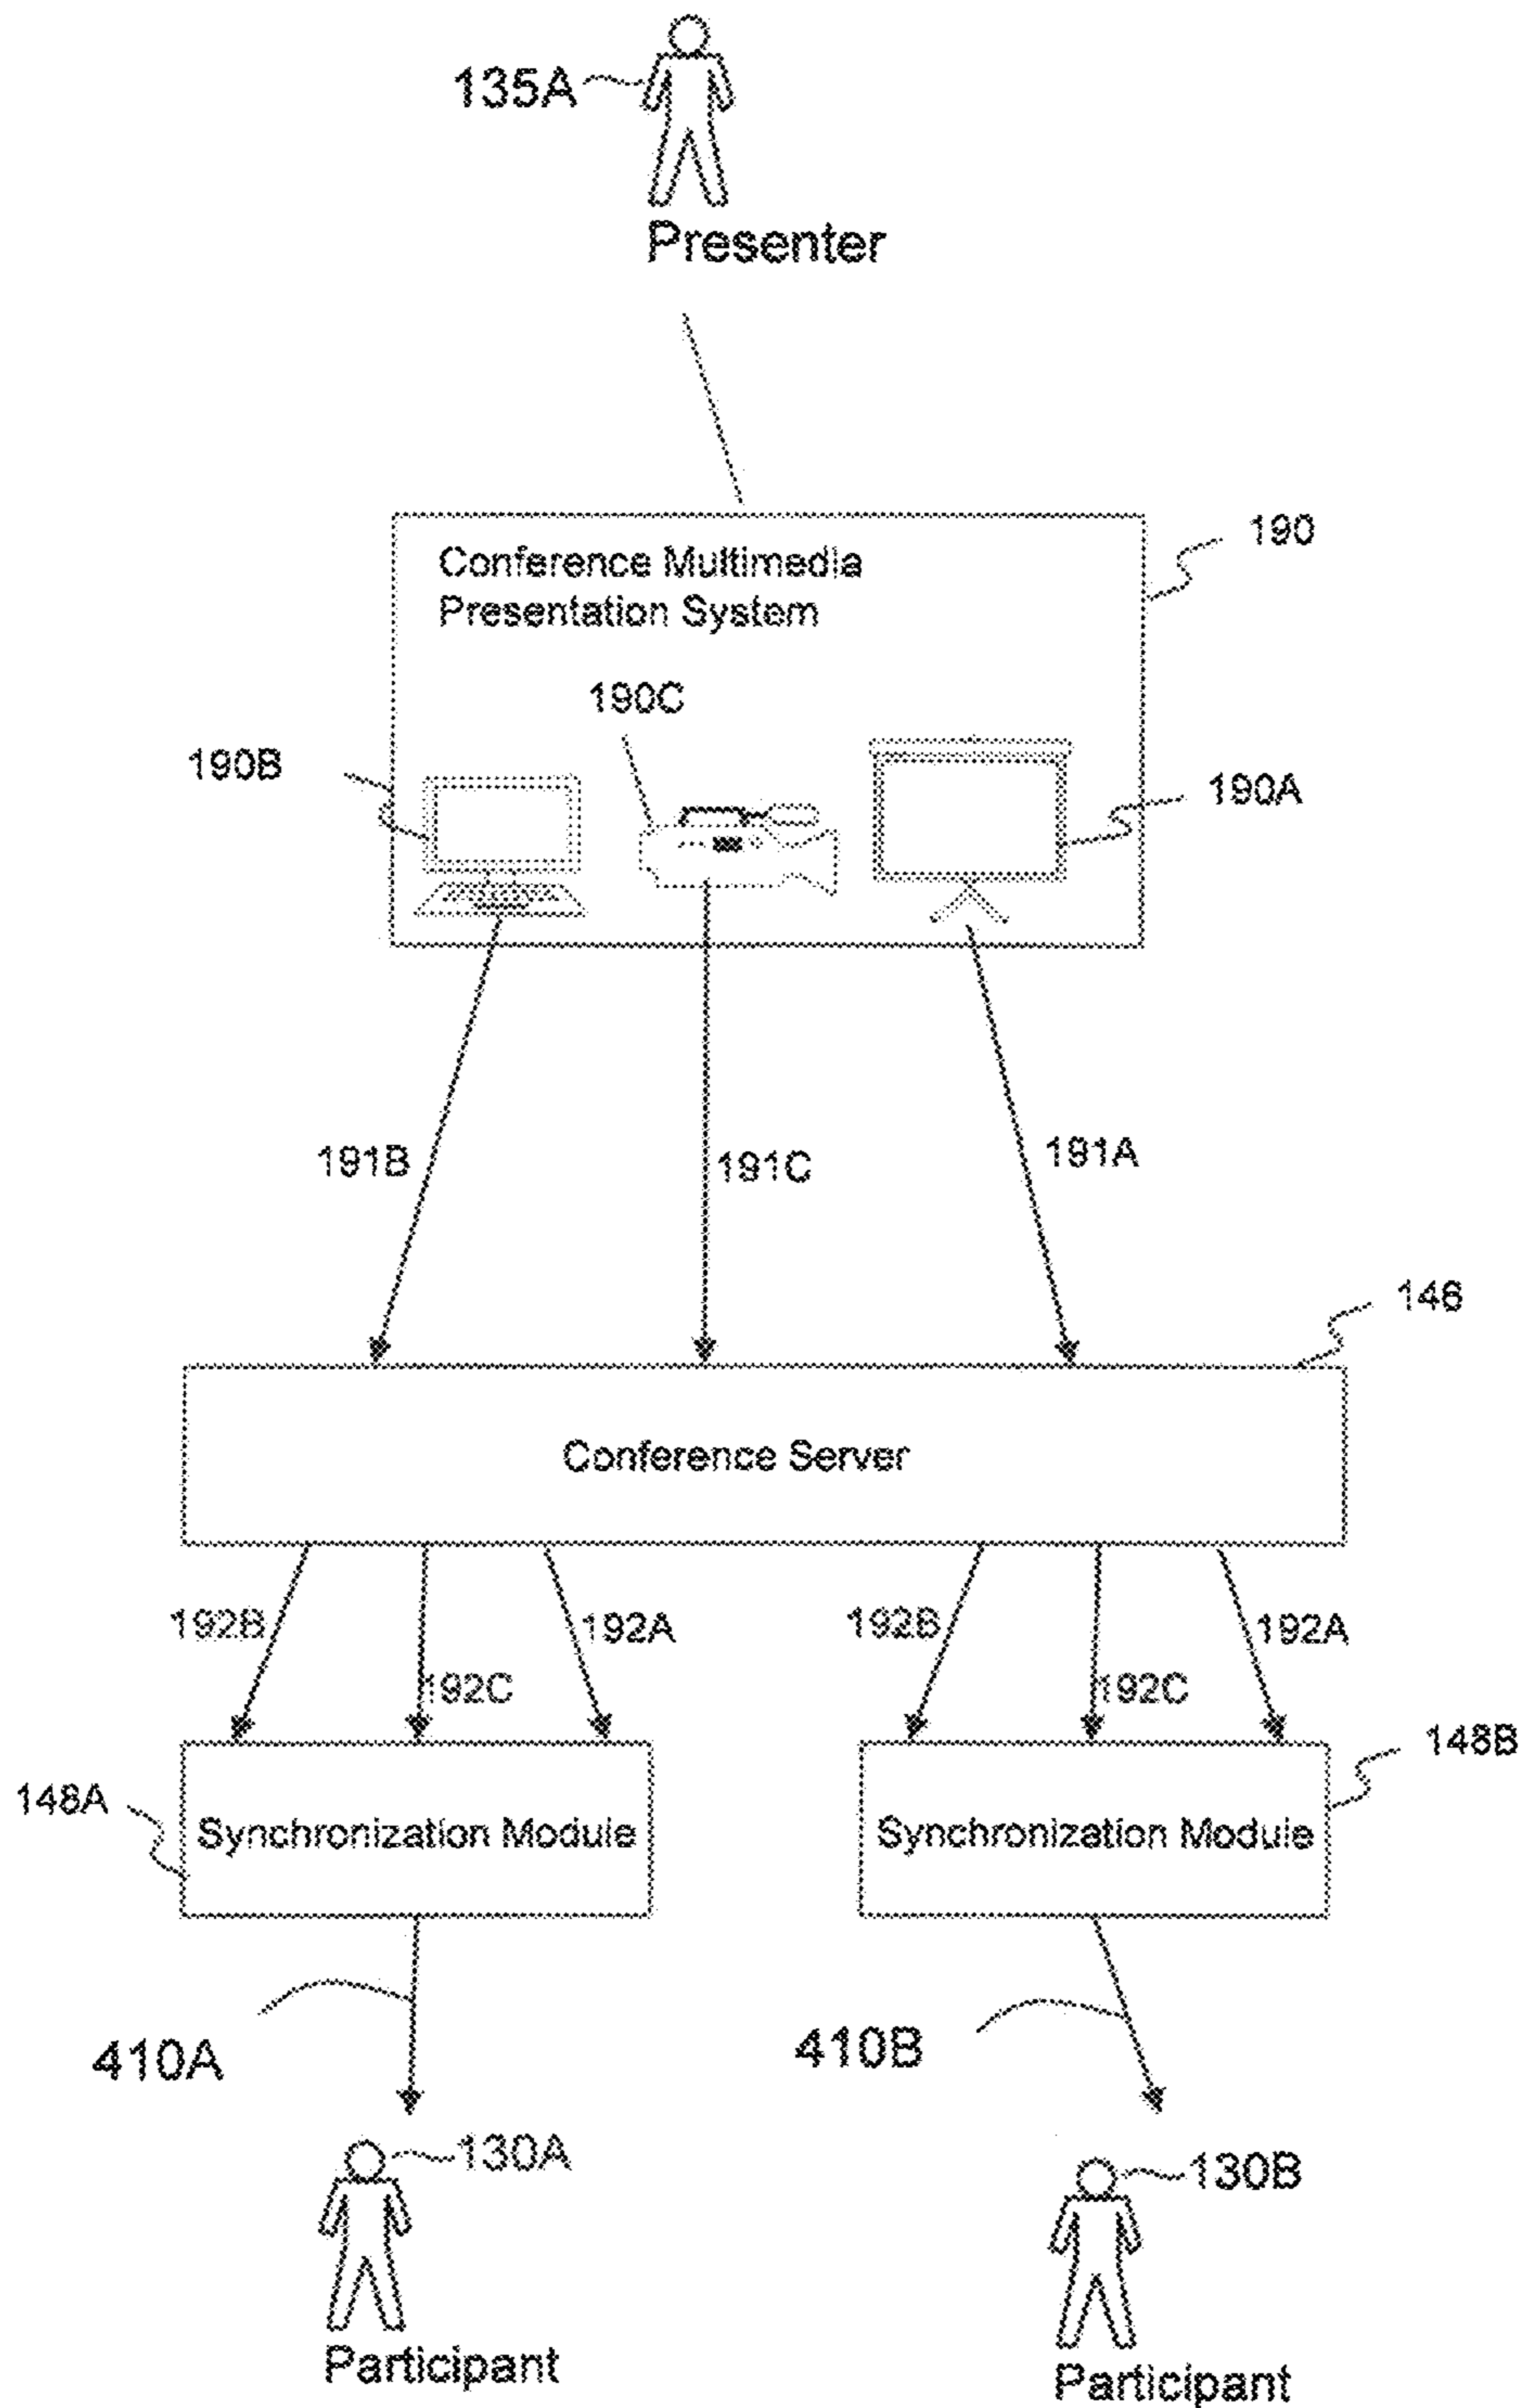 135A
Presenter
190
Conference Multimedia
Presentation System
190C
190B
190A
191B
191C
191A
146
Conference Server
192B
192A
192C
192B
192A
192C
148A
Synchronization Module
148B
Synchronization Module
410A
410B
130A
Participant
130B
Participant